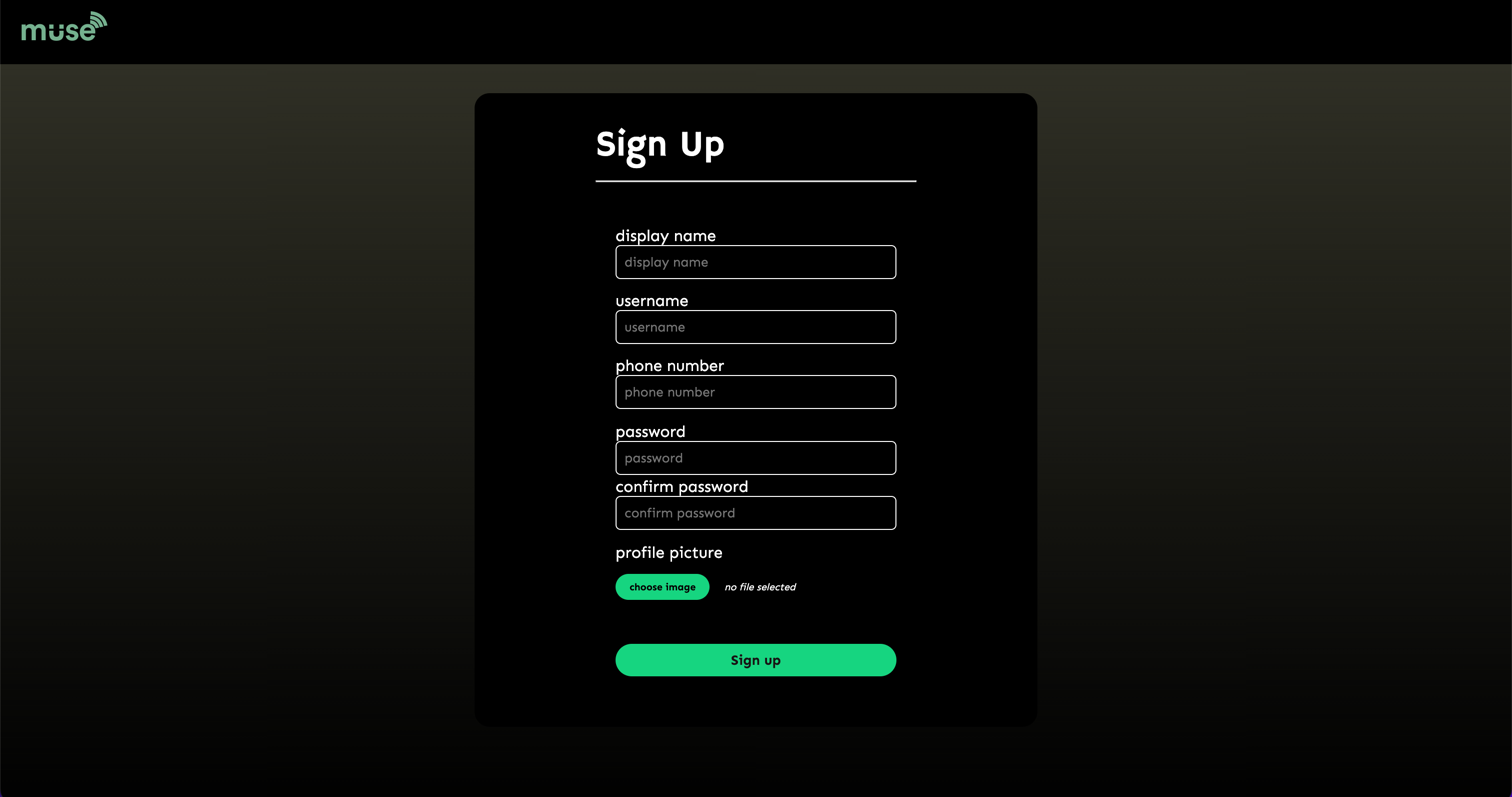 müse
Sign Up
display name
display name
username
username
phone number
phone number
password
password
confirm password
confirm password
profile picture
choose image no file selected
Sign up